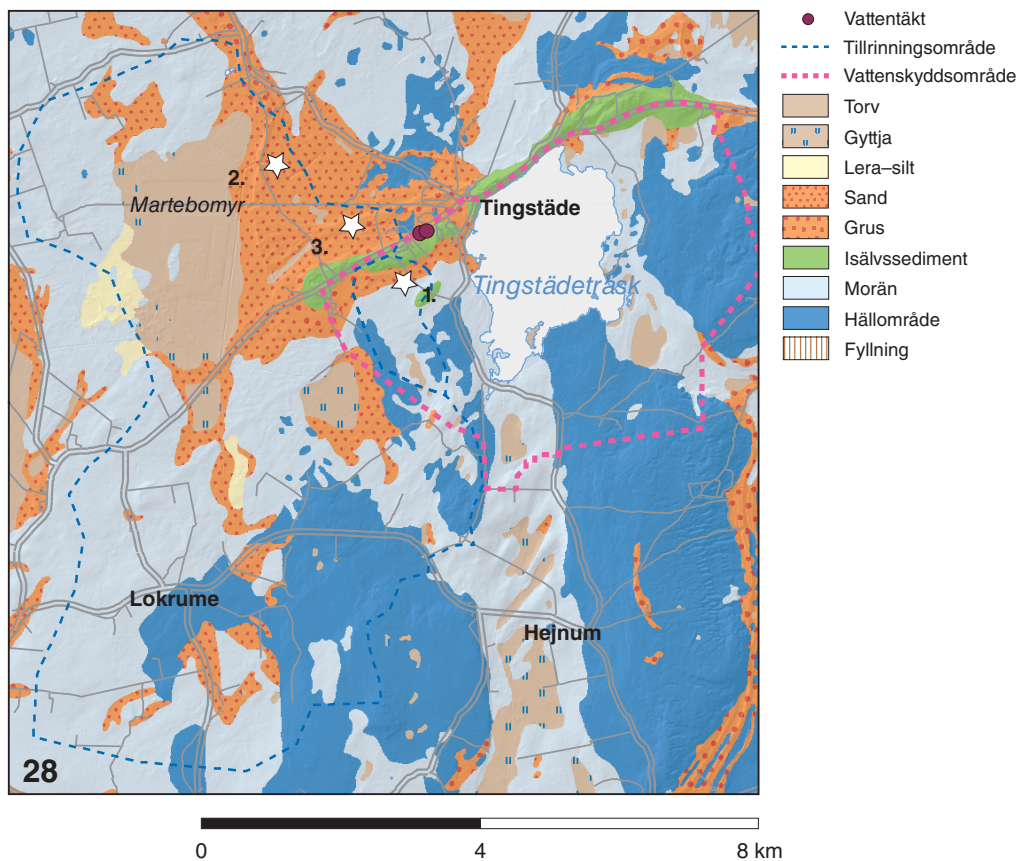 Vattentäkt
Tillrinningsområde
Vattenskyddsområde
Torv
Gyttja
Lera–silt
Sand
Grus
Isälvssediment
Morän
Hällområde
Fyllning
2.
Martebomyr
Tingstäde
3.
Tingstädeträsk
1.
Lokrume
Hejnum
28
0 4 8 km